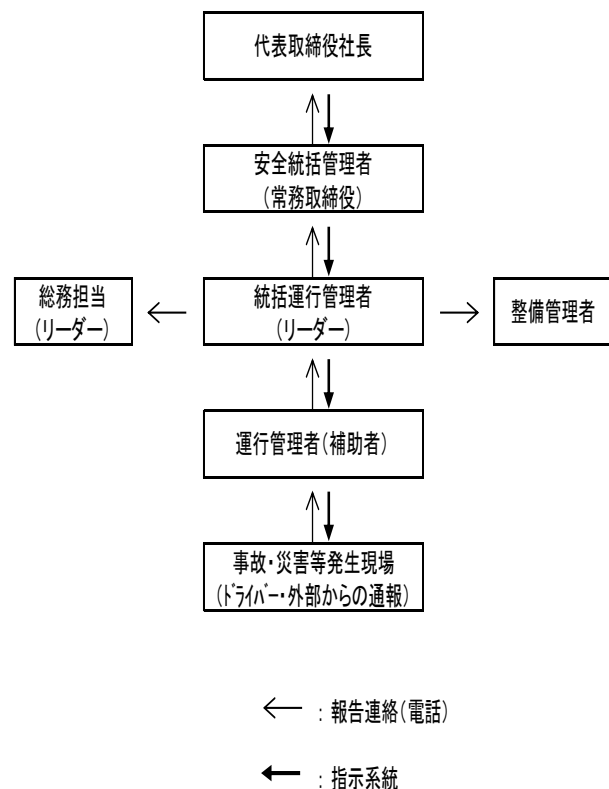 代表取締役社長
安全統括管理者
(常務取締役)
総務担当
(リーダー)
統括運行管理者
(リーダー)
整備管理者
運行管理者(補助者)
事故・災害等発生現場
(ﾄﾞﾗｲﾊﾞｰ・外部からの通報)
：報告連絡(電話)
：指示系統